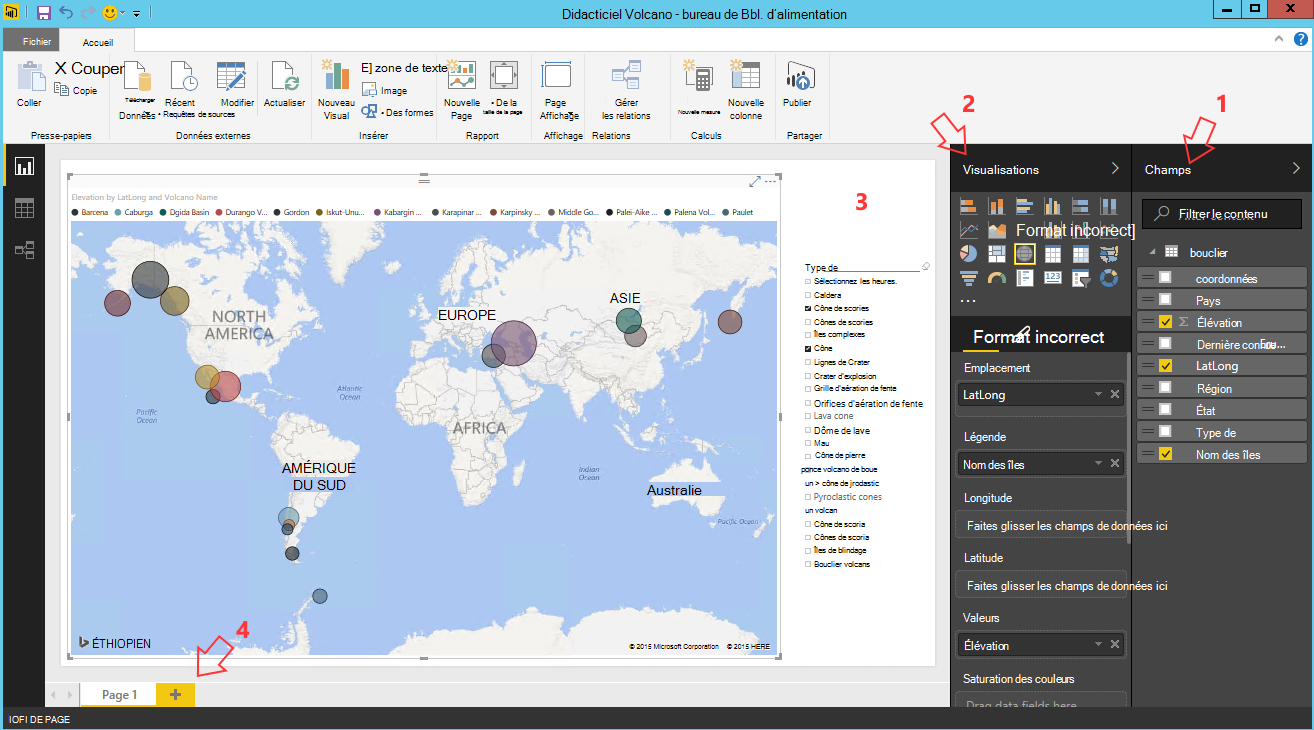 Didacticiel Volcano - bureau de Bbl. d'alimentation
Fichier
Accueil
X Couper
Coller
Copie
Presse-papiers
Télécharger
Données
Récent
• Requêtes de sources
Modifier
Actualiser
Données externes
Nouveau
Visual
E] zone de texte
Image
• Des formes
Insérer
Nouvelle
Page
• De la
taille de la page
Rapport
Page
Affichage
Affichage
Gérer
les relations
Relations
Nouvelle mesure
Nouvelle
colonne
Calculs
Publier
Partager
2
1
3
4
Elevation by LatLong and Volcano Name
Barcena
Caburga
Dgida Basin
Durango V...
Gordon
Iskut-Unu...
Kabargin ...
Karapinar ...
Karpinsky ...
Middle Go...
Palei-Aike ...
Palena Vol...
Paulet
NORTH
AMERICA
EUROPE
ASIE
Atlantic
Ocean
Pacific
Ocean
AFRICA
AMÉRIQUE
DU SUD
Indian
Ocean
Australie
Pacific Ocean
ÉTHIOPIEN
© 2015 Microsoft Corporation
© 2015 HERE
Type de
Sélectionnez les heures.
Caldera
Cône de scories
Cônes de scories
Îles complexes
Cône
Lignes de Crater
Crater d'explosion
Grille d'aération de fente
Orifices d'aération de fente
Lava cone
Dôme de lave
Mau
Cône de pierre
ponce volcano de boue
un > cône de jrodastic
Pyroclastic cones
un volcan
Cône de scoria
Cônes de scoria
Îles de blindage
Bouclier volcans
Visualisations
Format incorrect]
Format incorrect
Emplacement
LatLong
Légende
Nom des îles
Longitude
Faites glisser les champs de données ici
Latitude
Faites glisser les champs de données ici
Valeurs
Élévation
Saturation des couleurs
Drag data fields here
Champs
Filtrer le contenu
bouclier
coordonnées
Pays
Élévation
LatLong
Région
État
Type de
Nom des îles
Page 1
IOFI DE PAGE